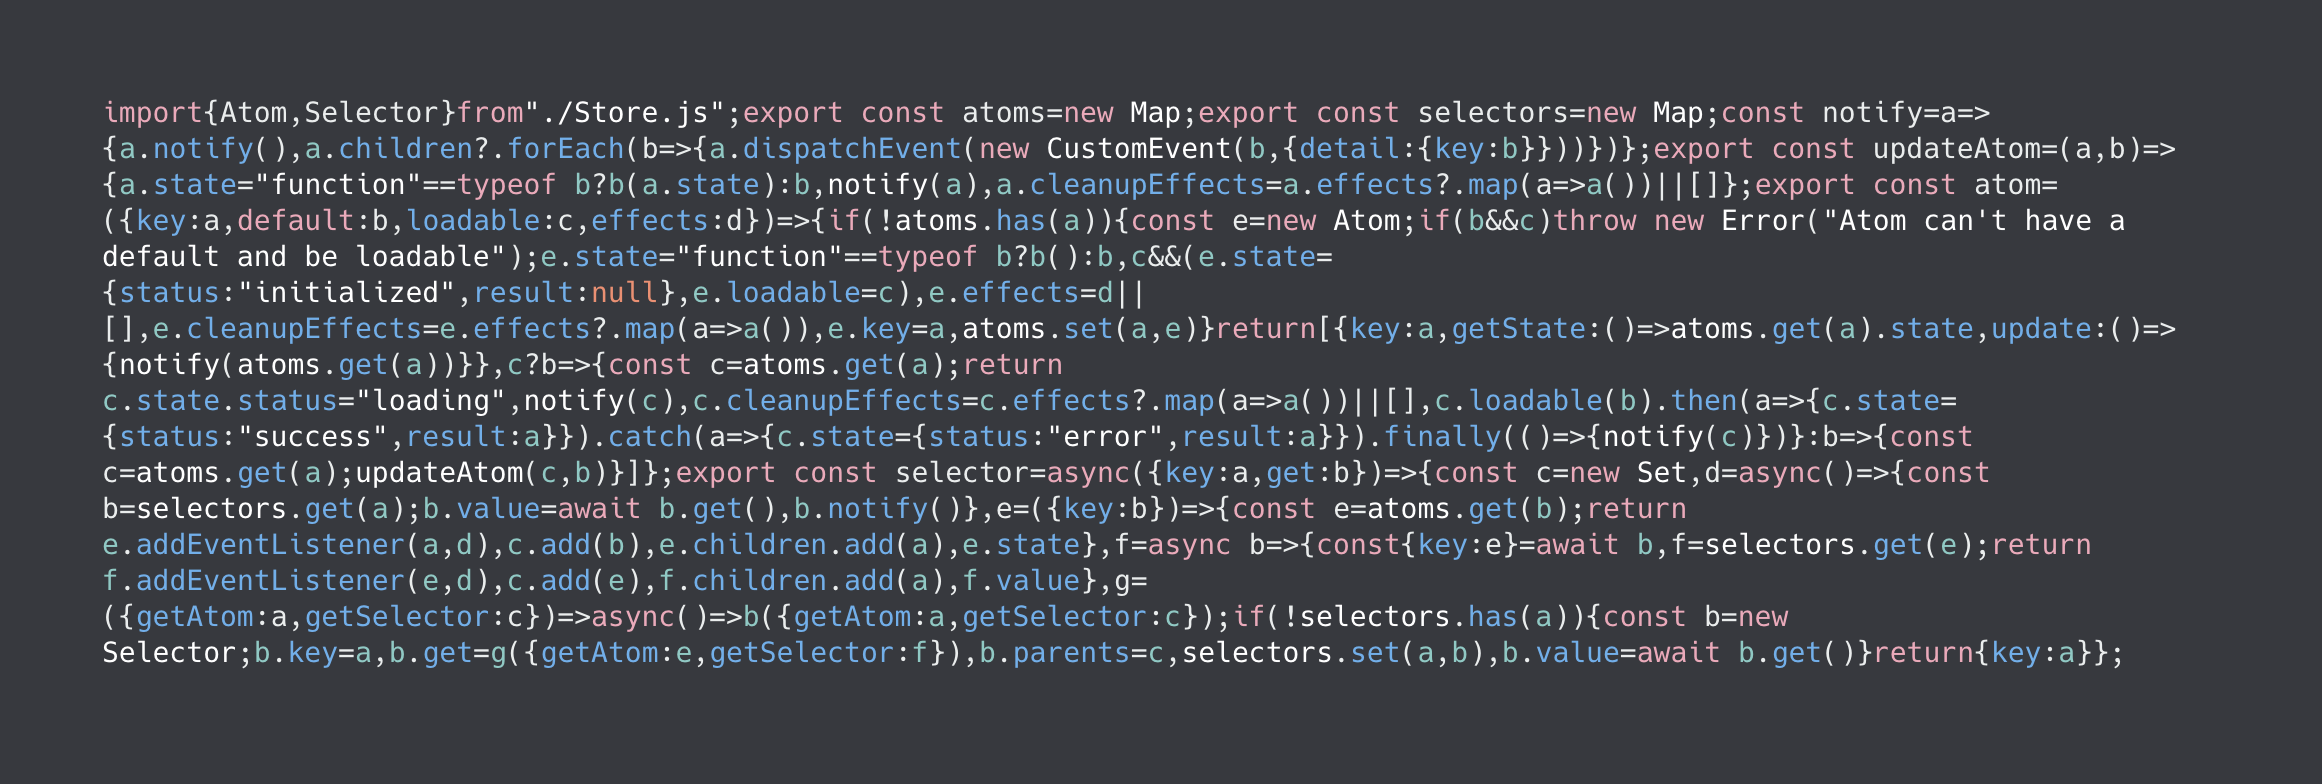 import{Atom,Selector}from"./Store.js";export const atoms=new Map;export const selectors=new Map;const notify=a=>
{a.notify(),a.children?.forEach(b=>{a.dispatchEvent(new CustomEvent(b,{detail:{key:b}}))})};export const updateAtom=(a,b)=>
{a.state="function"==typeof b?b(a.state):b,notify(a),a.cleanupEffects=a.effects?.map(a=>a())||[]};export const atom=
({key:a,default:b,loadable:c,effects:d})=>{if(!atoms.has(a)){const e=new Atom;if(b&&c)throw new Error("Atom can't have a
default and be loadable");e.state="function"==typeof b?b():b,c&&(e.state=
{status:"initialized",result:null},e.loadable=c),e.effects=d||
[],e.cleanupEffects=e.effects?.map(a=>a()),e.key=a,atoms.set(a,e)}return[{key:a,getState:()=>atoms.get(a).state,update:()=>
{notify(atoms.get(a))}},c?b=>{const c=atoms.get(a);return
c.state.status="loading",notify(c),c.cleanupEffects=c.effects?.map(a=>a())||[],c.loadable(b).then(a=>{c.state=
{status:"success",result:a}}).catch(a=>{c.state={status:"error",result:a}}).finally(()=>{notify(c)})}:b=>{const
c=atoms.get(a);updateAtom(c,b)}]};export const selector=async({key:a,get:b})=>{const c=new Set,d=async()=>{const
b=selectors.get(a);b.value=await b.get(),b.notify()},e=({key:b})=>{const e=atoms.get(b);return
e.addEventListener(a,d),c.add(b),e.children.add(a),e.state},f=async b=>{const{key:e}=await b,f=selectors.get(e);return
f.addEventListener(e,d),c.add(e),f.children.add(a),f.value},g=
({getAtom:a,getSelector:c})=>async()=>b({getAtom:a,getSelector:c});if(!selectors.has(a)){const b=new
Selector;b.key=a,b.get=g({getAtom:e,getSelector:f}),b.parents=c,selectors.set(a,b),b.value=await b.get()}return{key:a}};